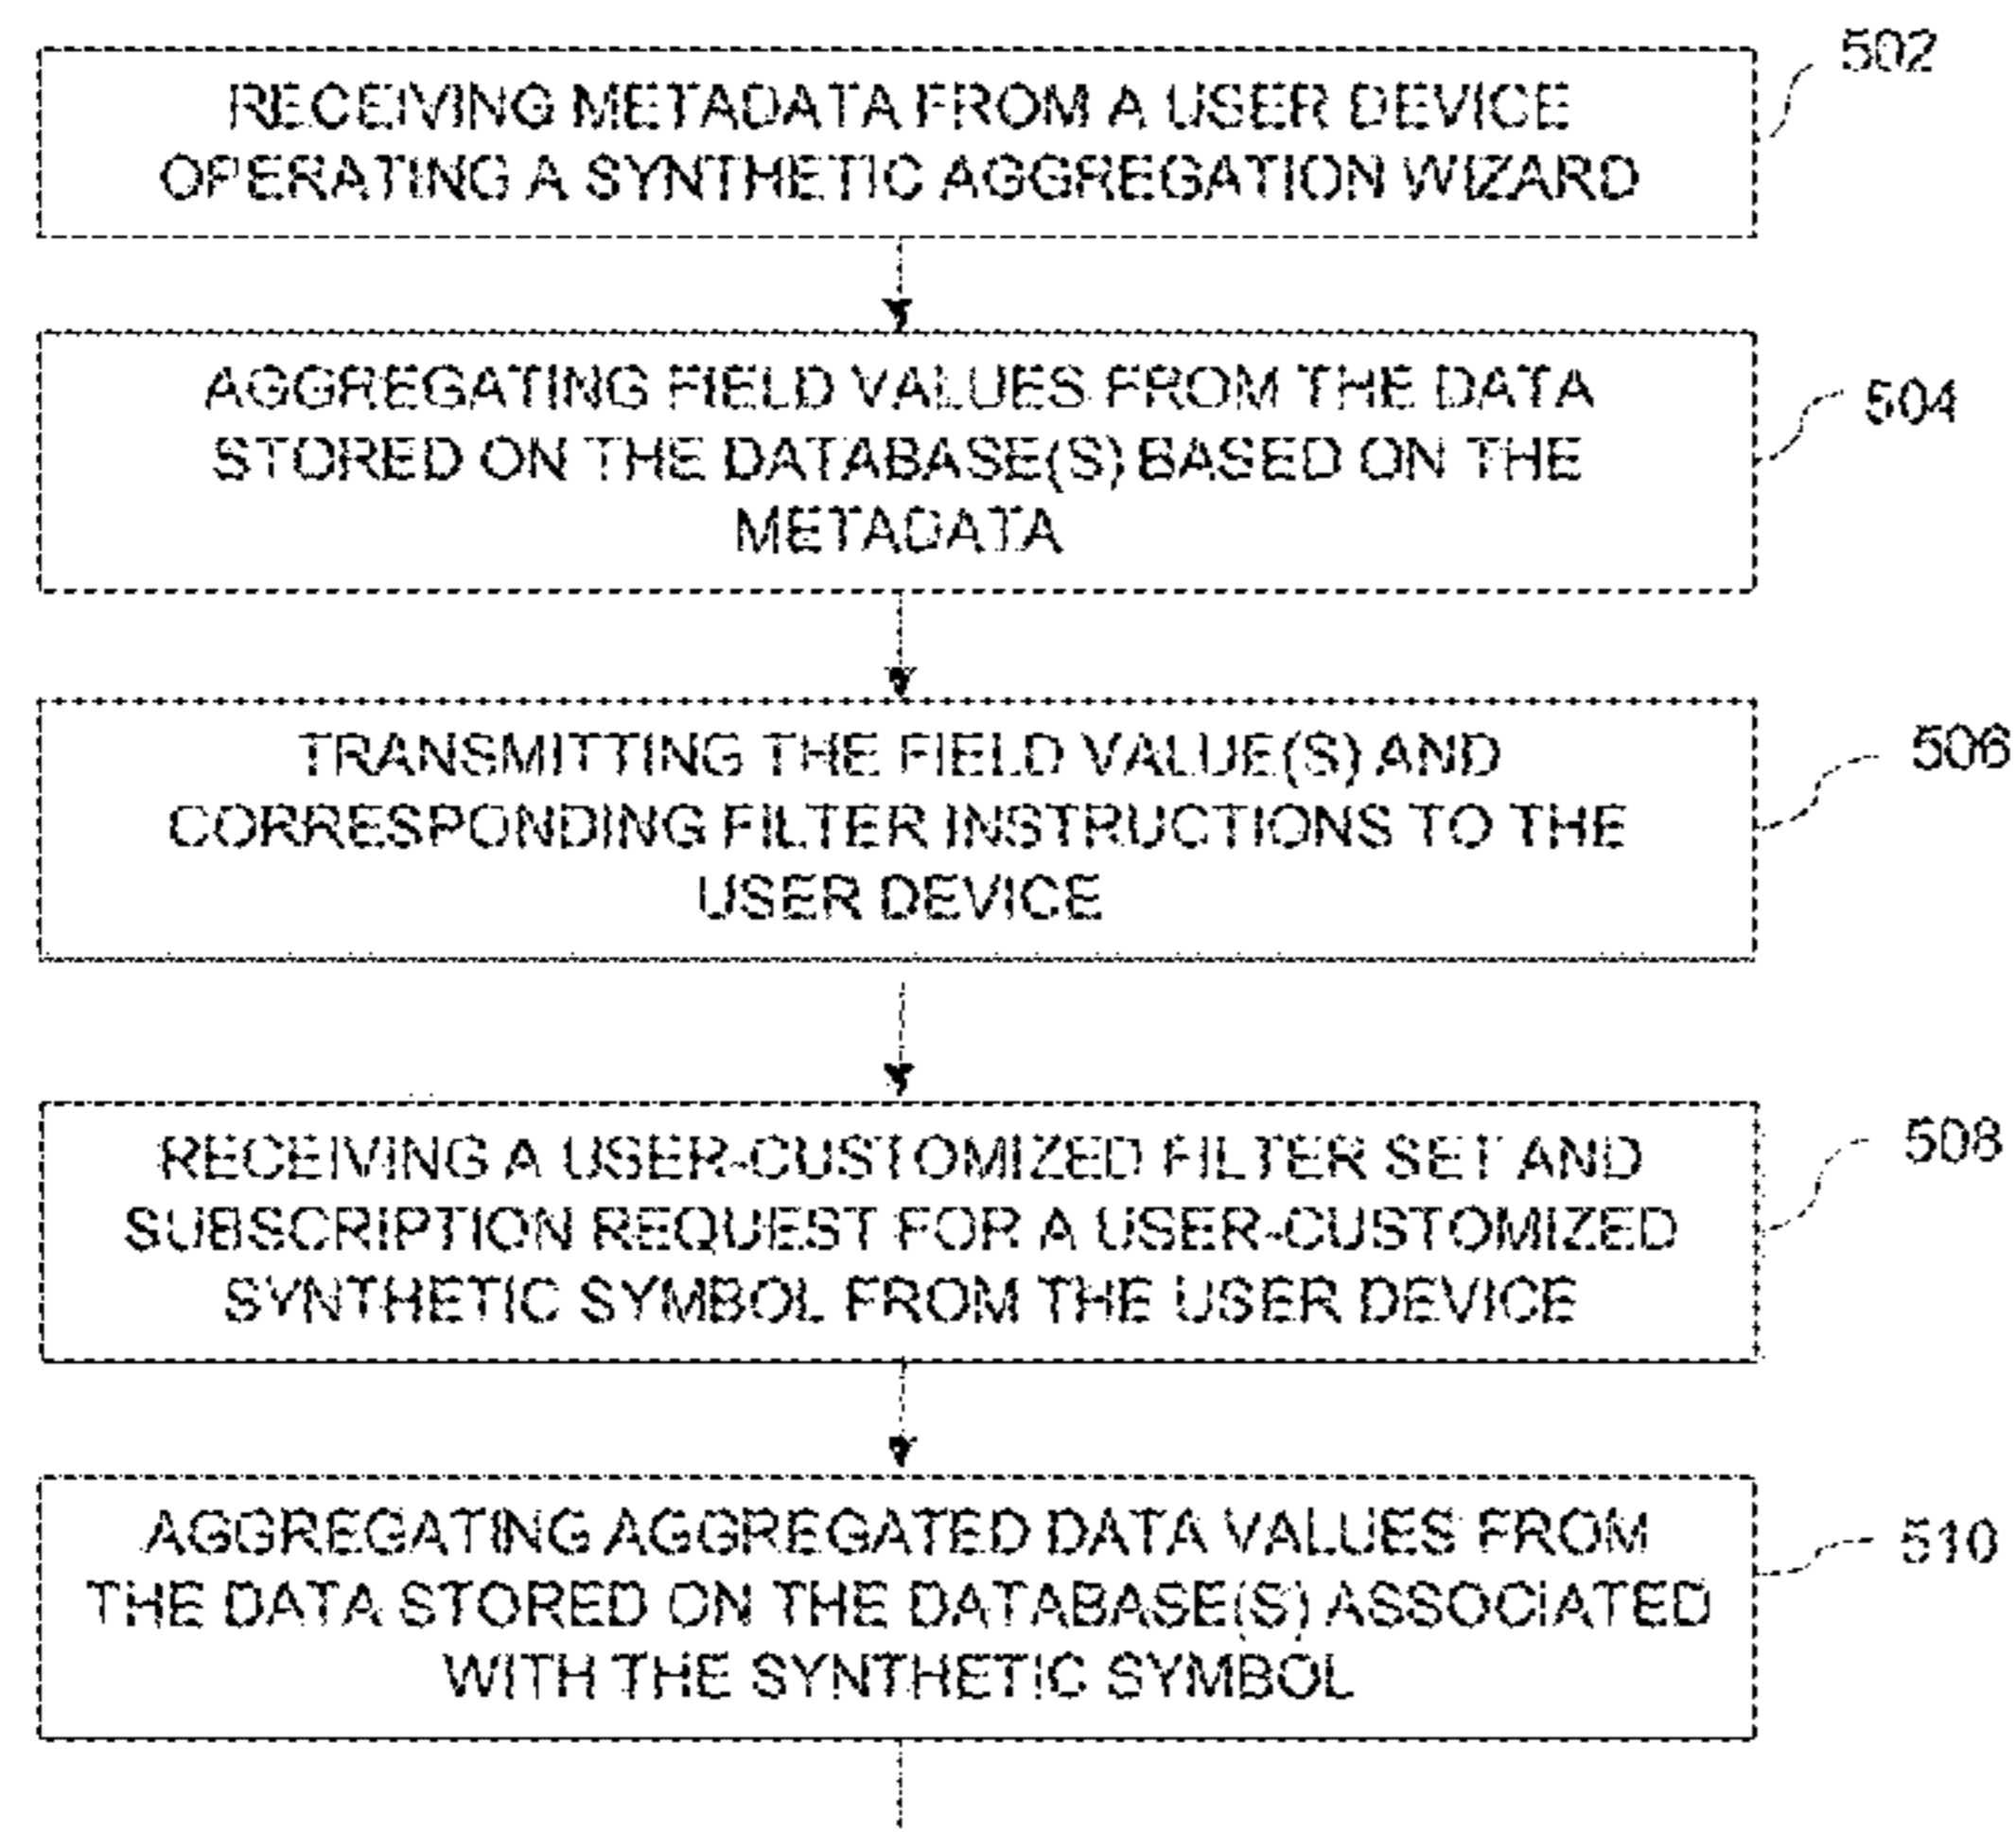 502
RECEIVING METADATA FROM A USER DEVICE
OPERATING A SYNTHETIC AGGREGATION WIZARD
AGGREGATING FIELD VALUES FROM THE DATA
504
STORED ON THE DATABASE(S) BASED ON THE
METADATA
TRANSMITTING THE FIELD VALUE(S) AND
506
CORRESPONDING FILTER INSTRUCTIONS TO THE
USER DEVICE
508
RECEIVING A USER-CUSTOMIZED FILTER SET AND
SUBSCRIPTION REQUEST FOR A USER-CUSTOMIZED
SYNTHETIC SYMBOL FROM THE USER DEVICE
AGGREGATING AGGREGATED DATA VALUES FROM
510
THE DATA STORED ON THE DATABASE(S) ASSOCIATED
WITH THE SYNTHETIC SYMBOL